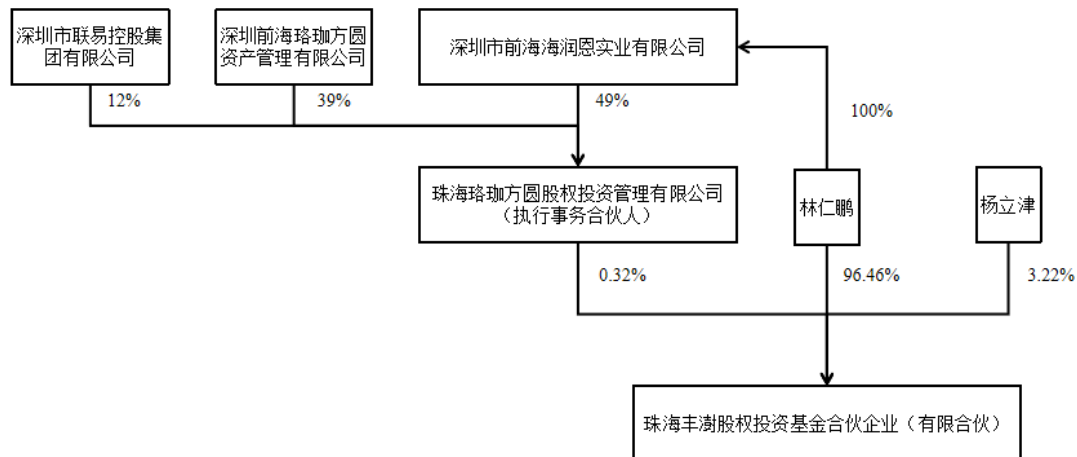 深圳市联易控股集
团有限公司
深圳前海珞珈方圆
资产管理有限公司
深圳市前海海润恩实业有限公司
12%
39%
49%
100%
珠海珞珈方圆股权投资管理有限公司
（执行事务合伙人）
林仁鹏
杨立津
0.32%
96.46%
3.22%
珠海丰澍股权投资基金合伙企业（有限合伙）